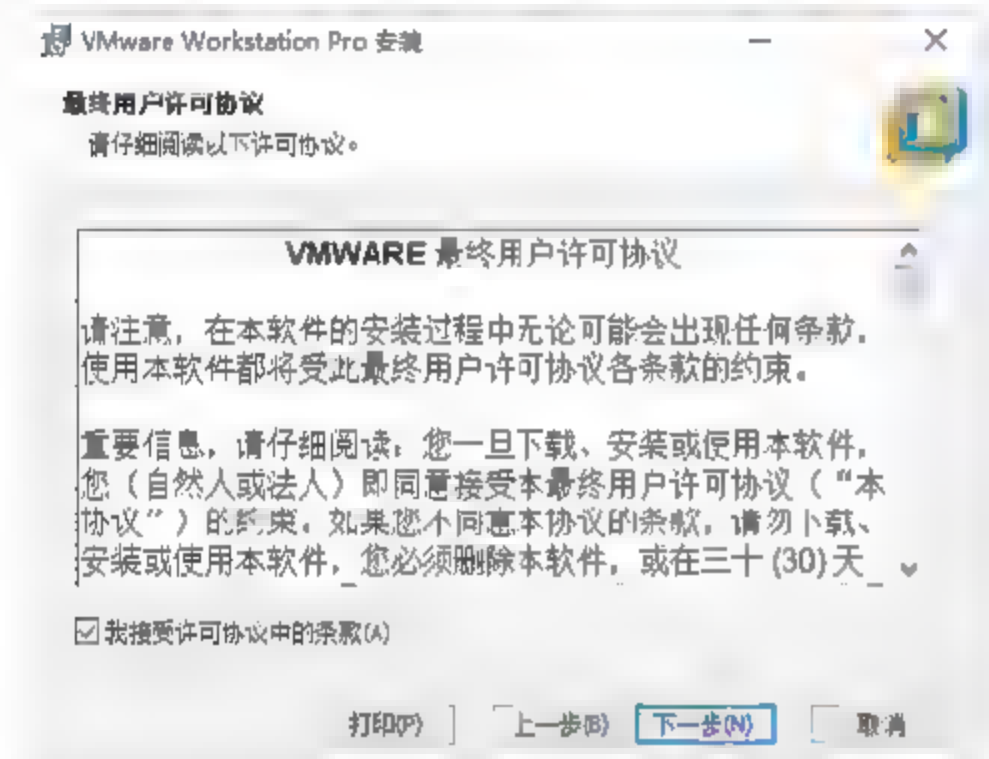 VMware Workstation Pro 安装
最终用户许可协议
请仔细阅读以下许可协议。
VMWARE 最终用户许可协议
请注意，在本软件的安装过程中无论可能会出现任何条款，
使用本软件都将受此最终用户许可协议各条款的约束。
重要信息，请仔细阅读：您一旦下载、安装或使用本软件，
您（自然人或法人）即同意接受本最终用户许可协议（“本
协议”）的约束。如果您不同意本协议的条款，请勿下载、
安装或使用本软件，您必须删除本软件，或在三十 (30) 天
我接受许可协议中的条款(A)
打印(P) 上一步(B) 下一步(N) 取消